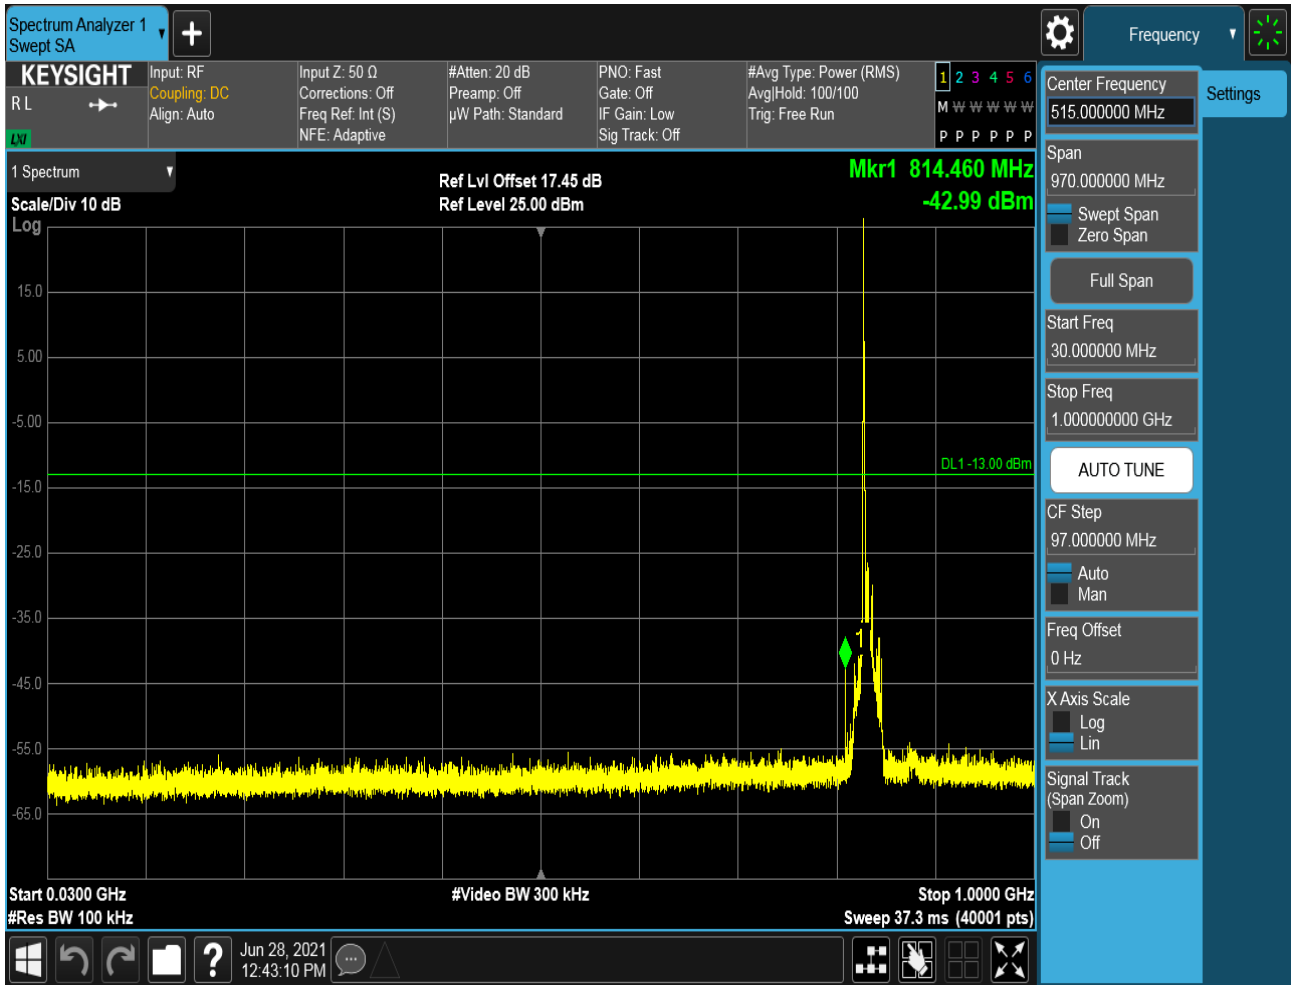 Spectrum Analyzer 1
Swept SA
Frequency
KEYSIGHT
R L
LXI
Input: RF
Coupling: DC
Align: Auto
Input Z: 50 Ω
Corrections: Off
Freq Ref: Int (S)
NFE: Adaptive
#Atten: 20 dB
Preamp: Off
µW Path: Standard
PNO: Fast
Gate: Off
IF Gain: Low
Sig Track: Off
#Avg Type: Power (RMS)
Avg|Hold: 100/100
Trig: Free Run
1 2 3 4 5 6
M W W W W W
P P P P P P
1 Spectrum
Scale/Div 10 dB
Log
Ref Lvl Offset 17.45 dB
Ref Level 25.00 dBm
Mkr1 814.460 MHz
-42.99 dBm
15.0
5.00
-5.00
-15.0
-25.0
-35.0
-45.0
-55.0
-65.0
DL1 -13.00 dBm
1
Start 0.0300 GHz
#Res BW 100 kHz
#Video BW 300 kHz
Stop 1.0000 GHz
Sweep 37.3 ms (40001 pts)
Center Frequency
515.000000 MHz
Settings
Span
970.000000 MHz
Swept Span
Zero Span
Full Span
Start Freq
30.000000 MHz
Stop Freq
1.000000000 GHz
AUTO TUNE
CF Step
97.000000 MHz
Auto
Man
Freq Offset
0 Hz
X Axis Scale
Log
Lin
Signal Track
(Span Zoom)
On
Off
?
Jun 28, 2021
12:43:10 PM